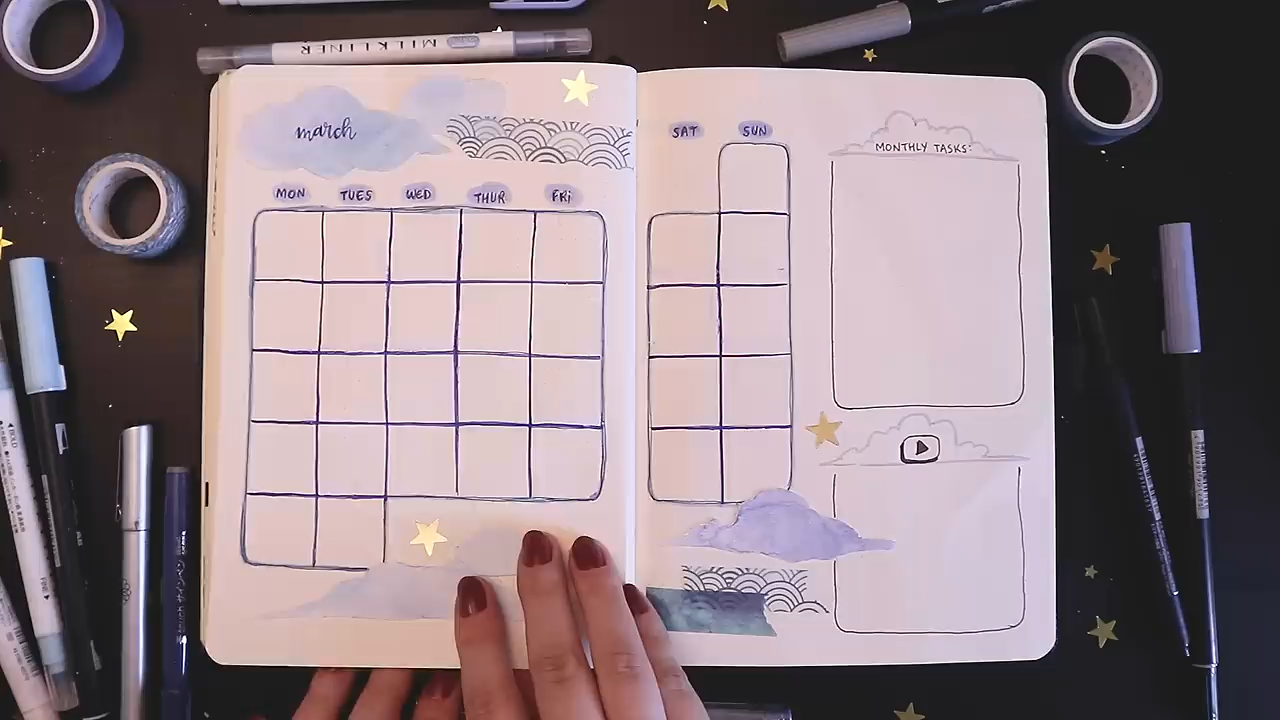 MILKLINER
march
MON TUES WED THUR FRI
SAT SUN
MONTHLY TASKS: